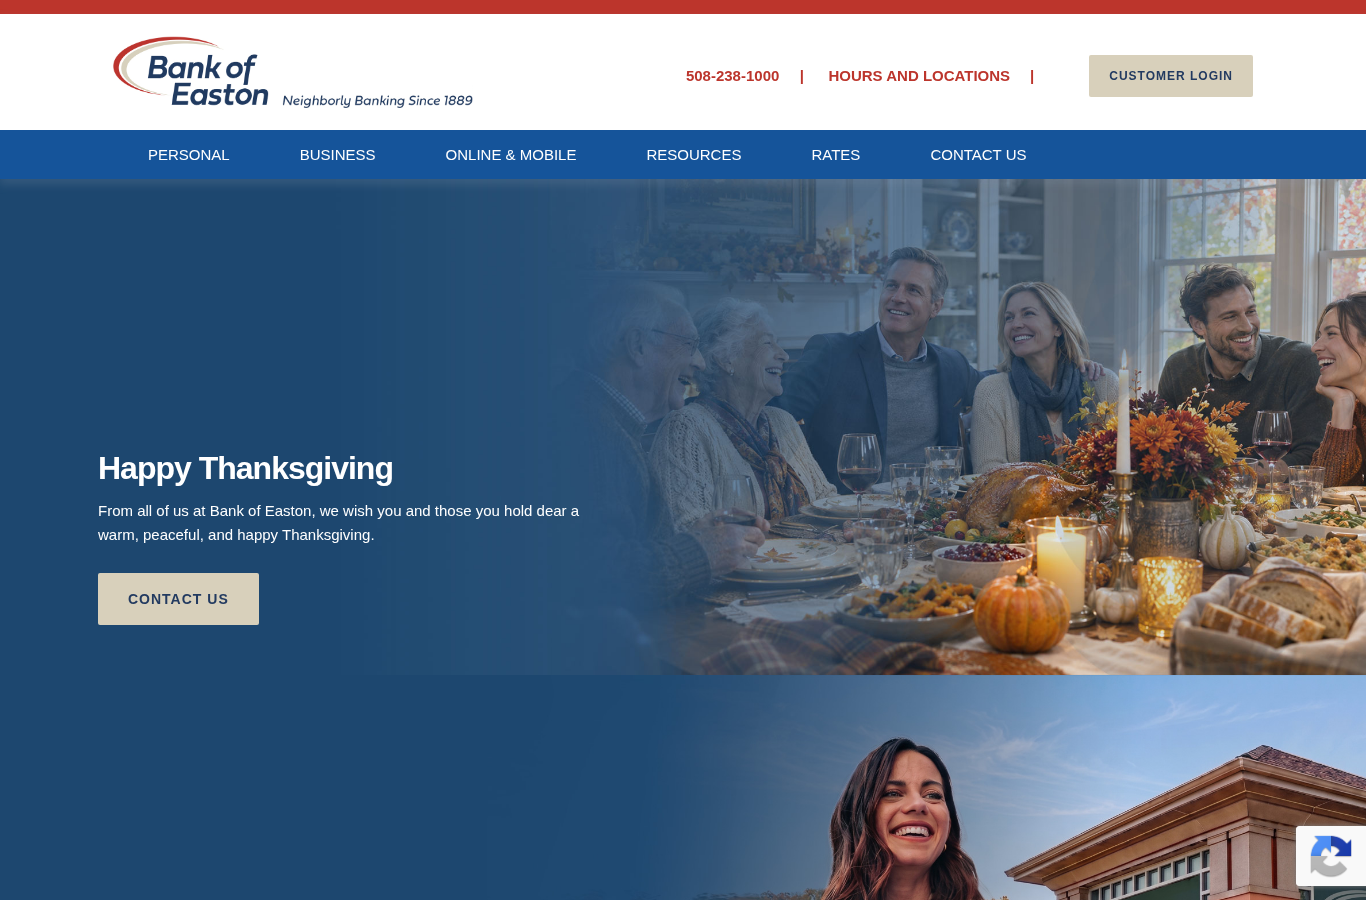 Bank of
Easton
Neighborly Banking Since 1889
508-238-1000 | HOURS AND LOCATIONS |
CUSTOMER LOGIN
PERSONAL BUSINESS ONLINE & MOBILE RESOURCES RATES CONTACT US
Happy Thanksgiving
From all of us at Bank of Easton, we wish you and those you hold dear a
warm, peaceful, and happy Thanksgiving.
CONTACT US